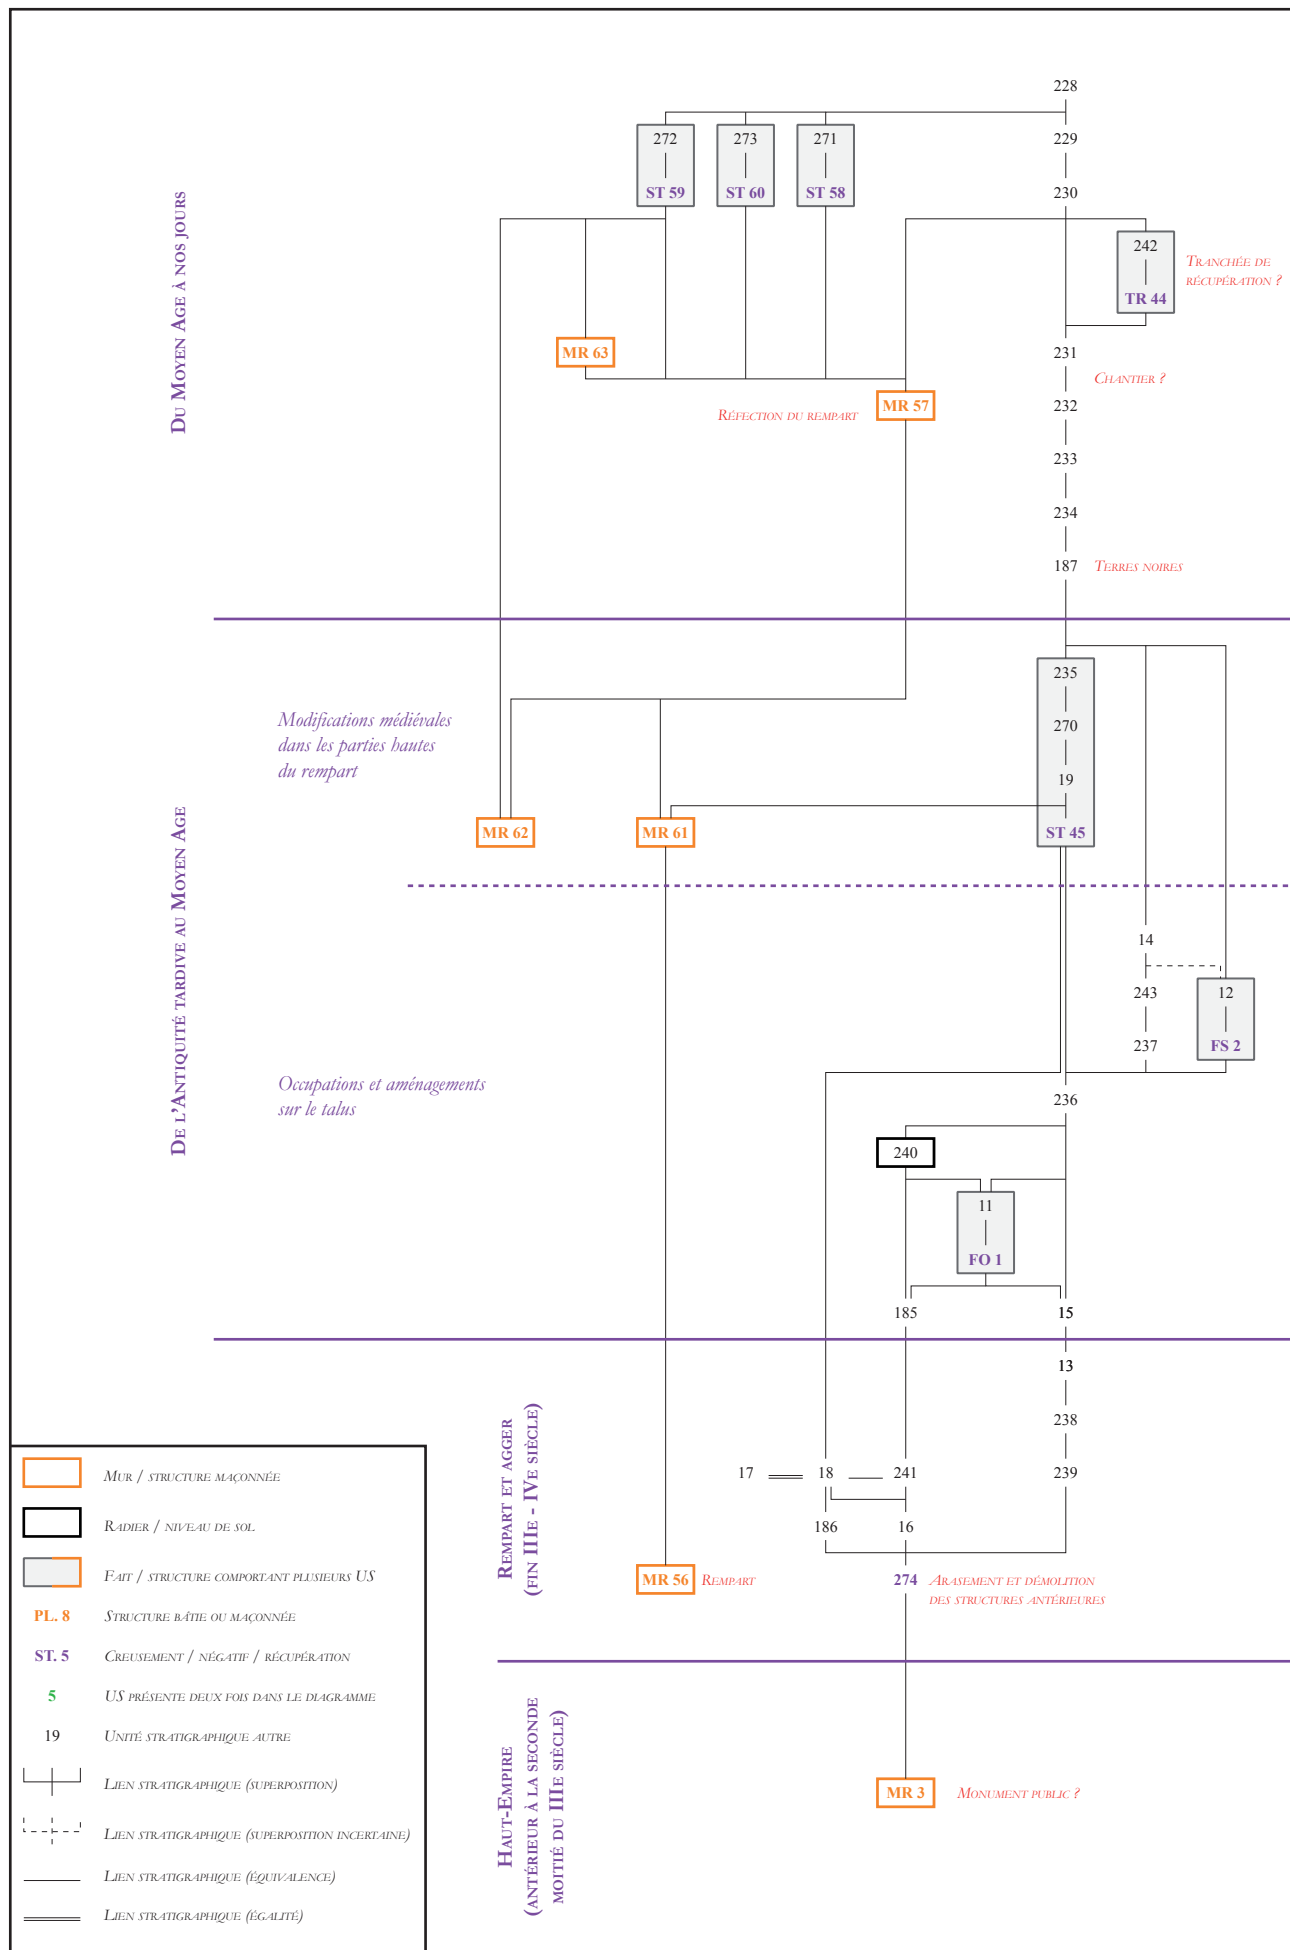 228
272
273
271
229
ST 59
ST 60
ST 58
230
242
TR 44
TRANCHÉE DE
RÉCUPÉRATION ?
DU MOYEN AGE À NOS JOURS
MR 63
231
CHANTIER ?
MR 57
RÉFECTION DU REMPART
232
233
234
187
TERRES NOIRES
235
Modifications médiévales
dans les parties hautes
du rempart
270
19
MR 62
MR 61
ST 45
DE L'ANTIQUITÉ TARDIVE AU MOYEN AGE
14
243
12
237
FS 2
Occupations et aménagements
sur le talus
236
240
11
FO 1
185
15
13
238
REMPART ET AGGER
(FIN IIIE - IVE SIÈCLE)
17
18
241
239
186
16
MR 56
REMPART
274
ARASEMENT ET DÉMOLITION
DES STRUCTURES ANTÉRIEURES
HAUT-EMPIRE
(ANTÉRIEUR À LA SECONDE
MOITIÉ DU IIIE SIÈCLE)
MR 3
MONUMENT PUBLIC ?
MUR / STRUCTURE MAÇONNÉE
RADIER / NIVEAU DE SOL
FAIT / STRUCTURE COMPORTANT PLUSIEURS US
PL. 8 STRUCTURE BÂTIE OU MAÇONNÉE
ST. 5 CREUSEMENT / NÉGATIF / RÉCUPÉRATION
5 US PRÉSENTE DEUX FOIS DANS LE DIAGRAMME
19 UNITÉ STRATIGRAPHIQUE AUTRE
LIEN STRATIGRAPHIQUE (SUPERPOSITION)
LIEN STRATIGRAPHIQUE (SUPERPOSITION INCERTAINE)
LIEN STRATIGRAPHIQUE (ÉQUIVALENCE)
LIEN STRATIGRAPHIQUE (ÉGALITÉ)